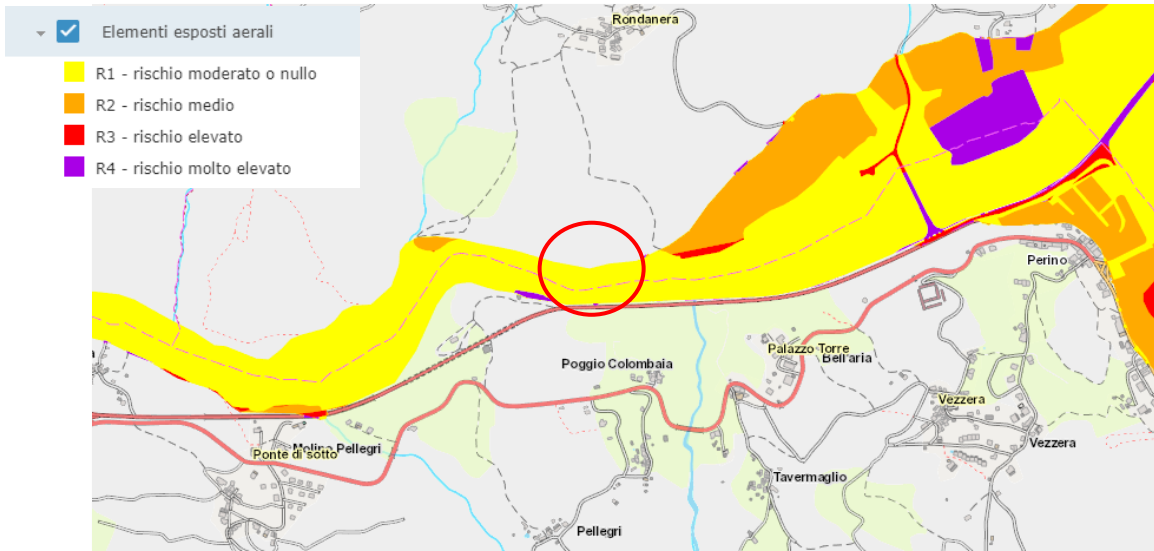 Elementi esposti aerali
R1 - rischio moderato o nullo
R2 - rischio medio
R3 - rischio elevato
R4 - rischio molto elevato
Rondanera
Perino
Palazzo Torre
Bell'aria
Poggio Colombaia
Vezzera
Vezzera
Molino Pellegri
Ponte di sotto
Tavermaglio
Pellegri